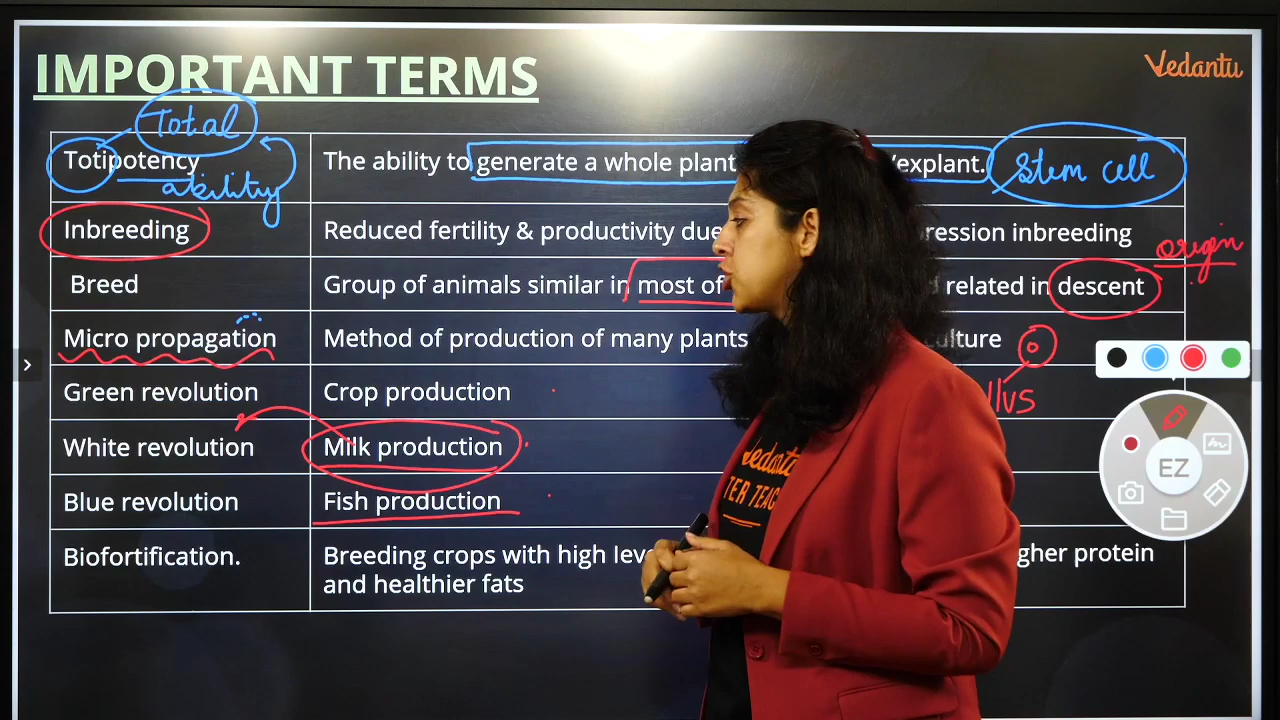 IMPORTANT TERMS
Vedantu
Total
Totipotency
ability
The ability to generate a whole plant /explant.
Stem cell
Inbreeding
Reduced fertility & productivity due ression inbreeding
origin
Breed
Group of animals similar in most of related in descent
Micro propagation
Method of production of many plants culture
Green revolution
Crop production
White revolution
Milk production
EZ
Blue revolution
Fish production
Biofortification.
Breeding crops with high protein
and healthier fats
Vedantu
TER TEAC